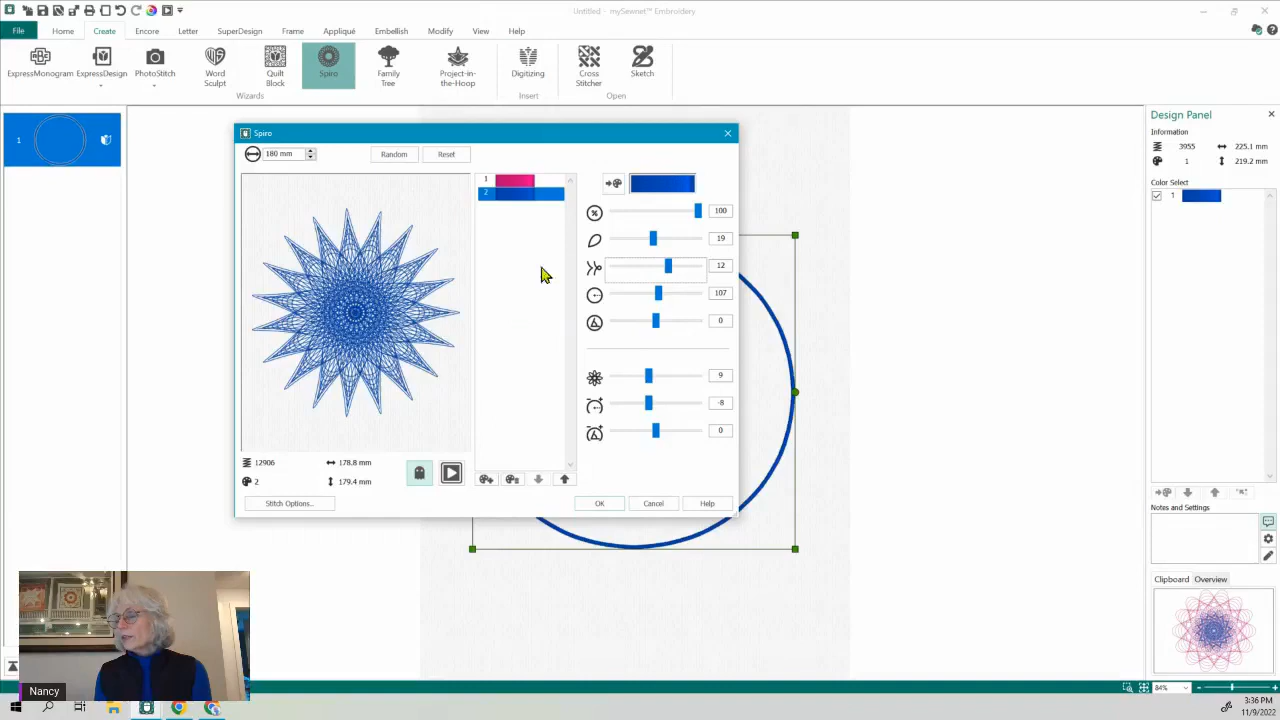 Untitled - mySewnet™ Embroidery
File Home Create Encore Letter SuperDesign Frame Appliqué Embellish Modify View Help
ExpressMonogram ExpressDesign PhotoStitch Word Sculpt Quilt Block Spiro Family Tree Project-in-the-Hoop Digitizing Cross Stitcher Sketch
Wizards Insert Open
1
Spiro
180 mm Random Reset
1
2
100
19
12
107
0
9
-8
0
12906 178.8 mm
2 179.4 mm
Stitch Options... OK Cancel Help
Design Panel
Information
3955 225.1 mm
1 219.2 mm
Color Select
1
Notes and Settings
Clipboard Overview
84%
Nancy
3:36 PM
11/9/2022